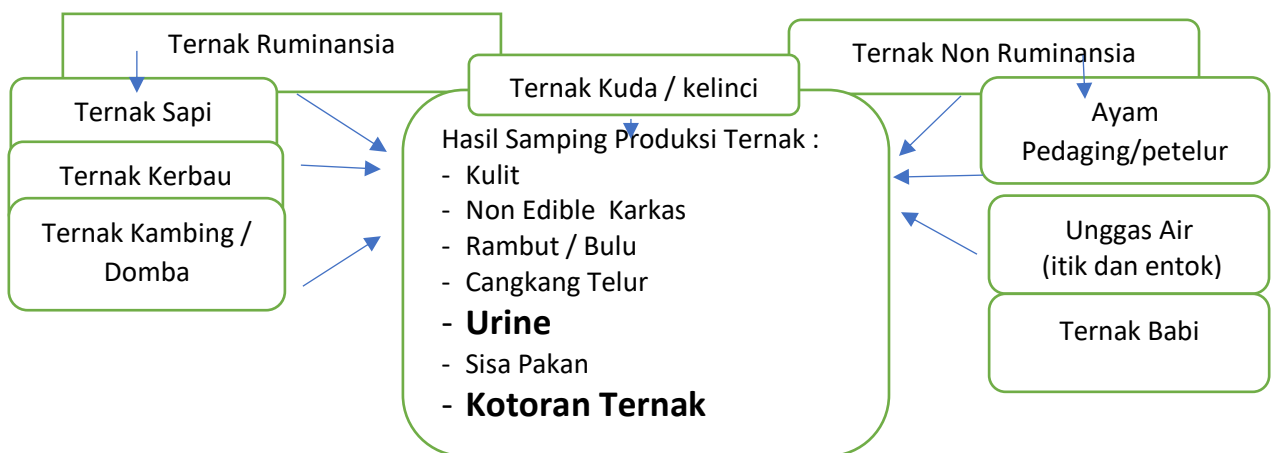 Ternak Ruminansia
Ternak Non Ruminansia
Ternak Kuda / kelinci
Ternak Sapi
Ternak Kerbau
Ternak Kambing /
Domba
Hasil Samping Produksi Ternak :
- Kulit
- Non Edible Karkas
- Rambut / Bulu
- Cangkang Telur
- Urine
- Sisa Pakan
- Kotoran Ternak
Ayam
Pedaging/petelur
Unggas Air
(itik dan entok)
Ternak Babi